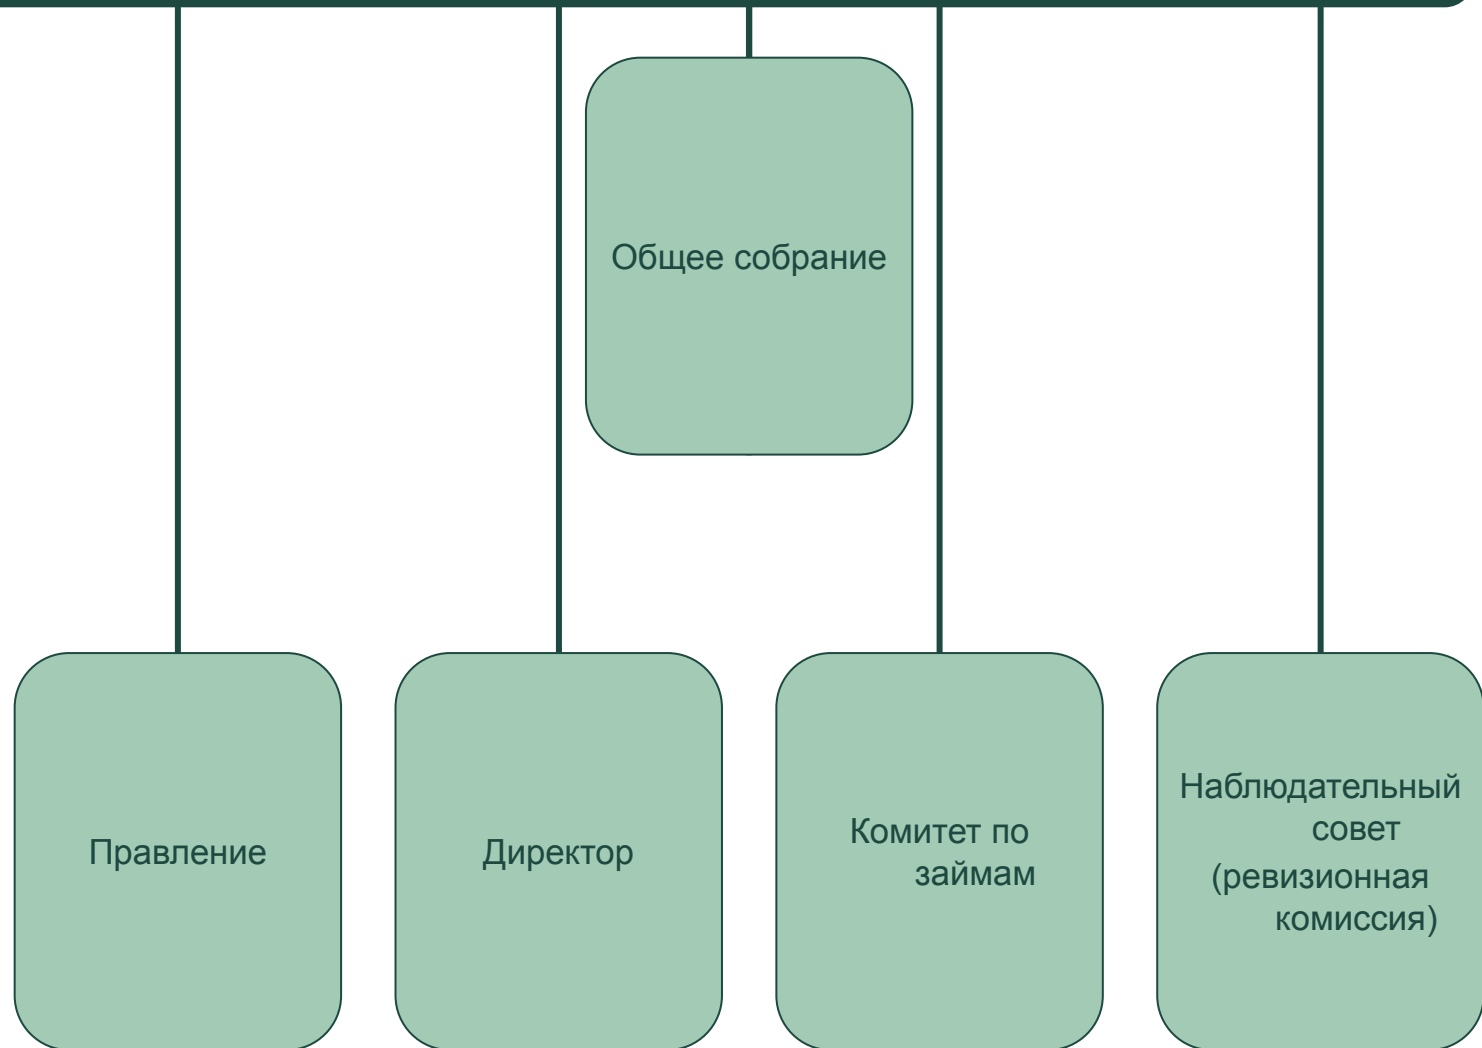 Общее собрание
Правление
Директор
Комитет по
займам
Наблюдательный
совет
(ревизионная
комиссия)